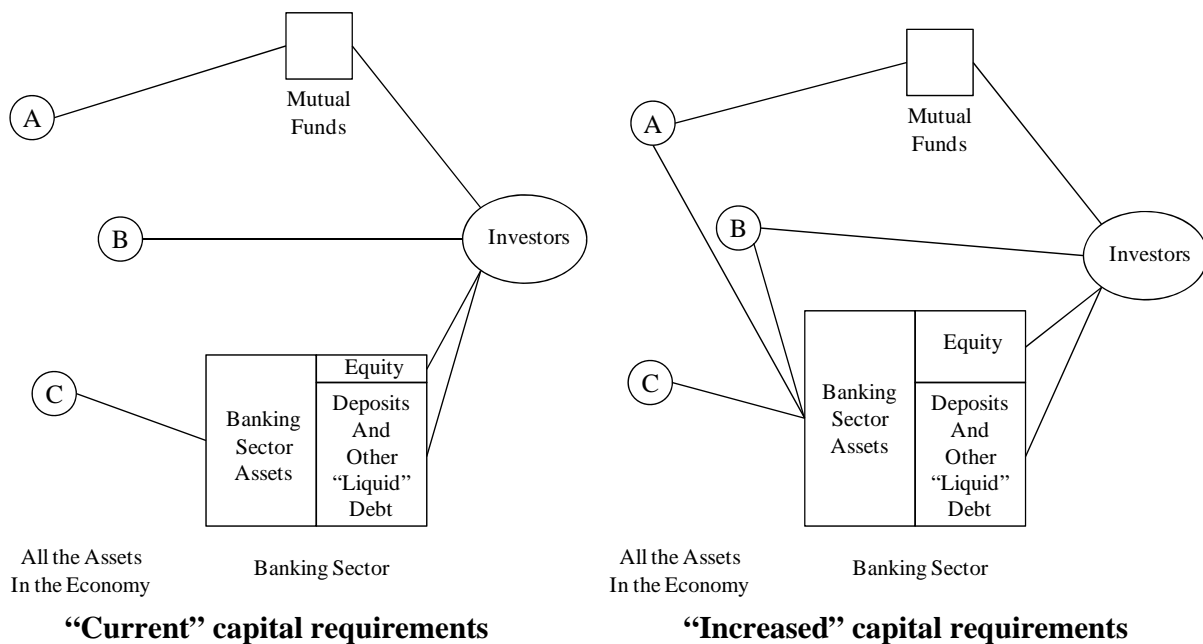 Mutual
Funds
A
B
Investors
C
Equity
Banking
Sector
Assets
Deposits
And
Other
“Liquid”
Debt
All the Assets
In the Economy
Banking Sector
“Current” capital requirements
Mutual
Funds
A
B
Investors
C
Equity
Banking
Sector
Assets
Deposits
And
Other
“Liquid”
Debt
All the Assets
In the Economy
Banking Sector
“Increased” capital requirements